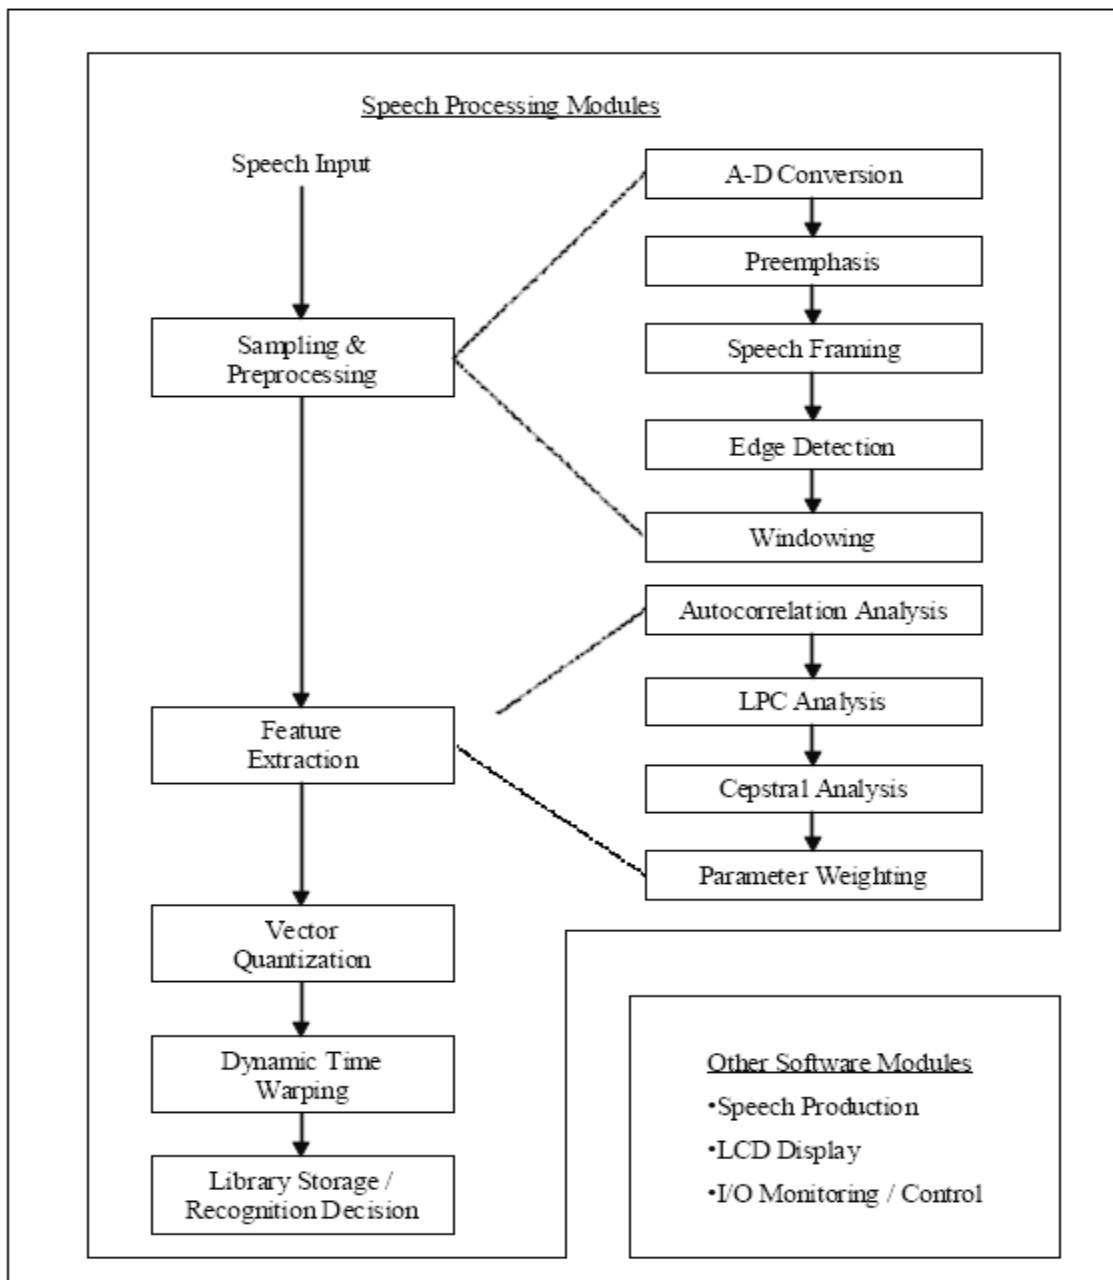 Speech Processing Modules
Speech Input
Sampling &
Preprocessing
Feature
Extraction
Vector
Quantization
Dynamic Time
Warping
Library Storage /
Recognition Decision
A-D Conversion
Preemphasis
Speech Framing
Edge Detection
Windowing
Autocorrelation Analysis
LPC Analysis
Cepstral Analysis
Parameter Weighting
Other Software Modules
•Speech Production
•LCD Display
•I/O Monitoring / Control